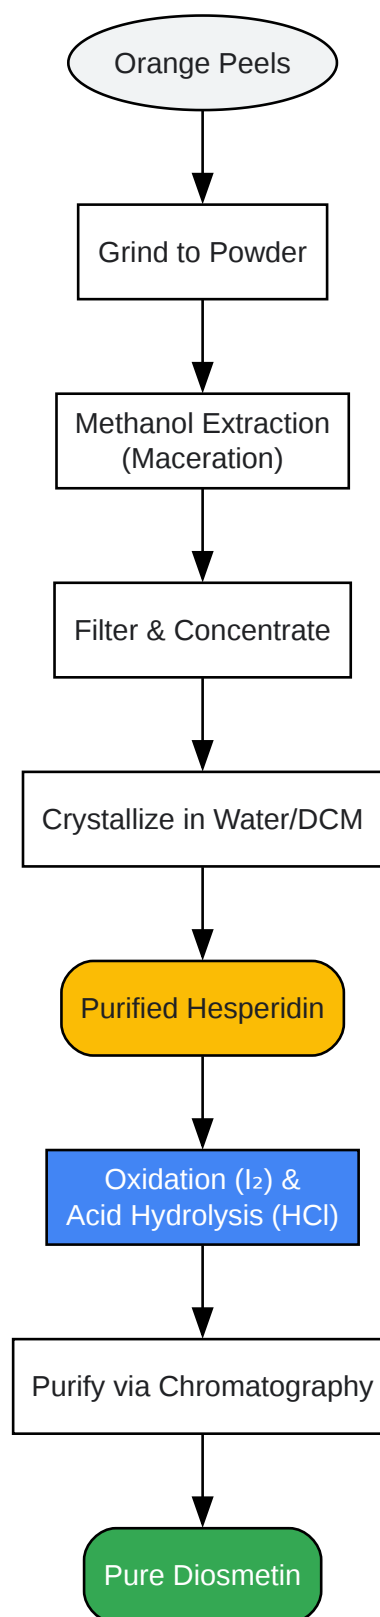 Orange Peels
Grind to Powder
Methanol Extraction
(Maceration)
Filter & Concentrate
Crystallize in Water/DCM
Purified Hesperidin
Oxidation (I₂) &
Acid Hydrolysis (HCl)
Purify via Chromatography
Pure Diosmetin